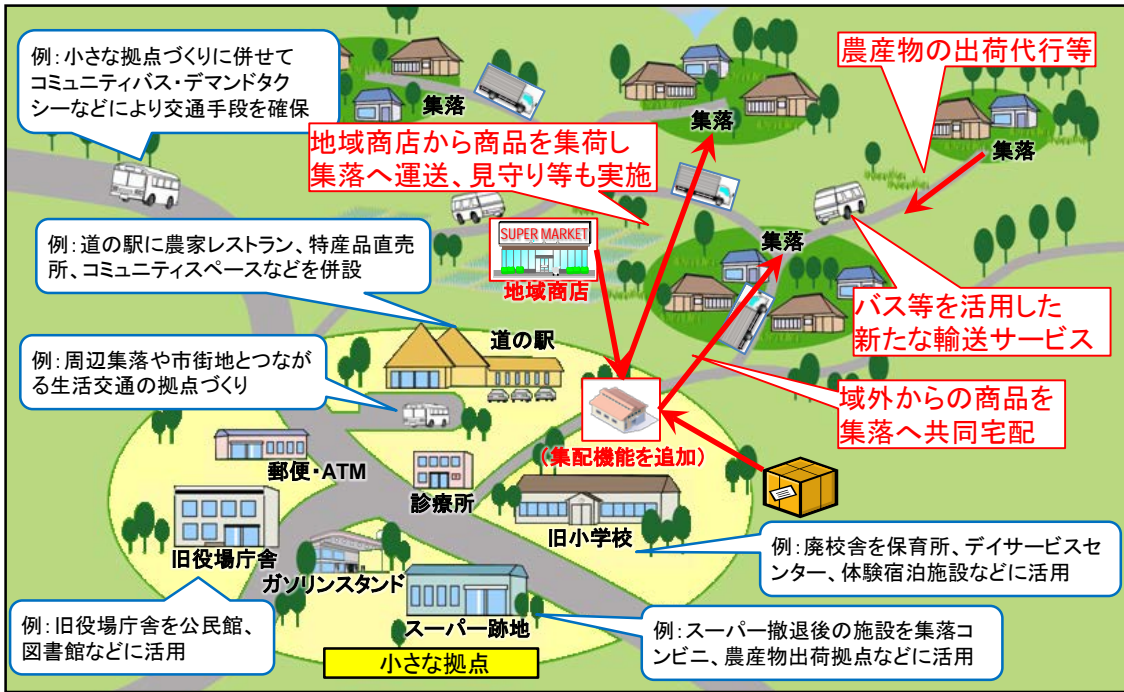 例：小さな拠点づくりに併せて
コミュニティバス・デマンドタク
シーなどにより交通手段を確保
農産物の出荷代行等
集落
集落
集落
地域商店から商品を集荷し
集落へ運送、見守り等も実施
例：道の駅に農家レストラン、特産品直売
所、コミュニティスペースなどを併設
SUPER MARKET
地域商店
集落
バス等を活用した
新たな輸送サービス
道の駅
例：周辺集落や市街地とつなが
る生活交通の拠点づくり
域外からの商品を
集落へ共同宅配
（集配機能を追加）
郵便・ATM
診療所
旧小学校
旧役場庁舎
ガソリンスタンド
例：廃校舎を保育所、デイサービスセ
ンター、体験宿泊施設などに活用
例：旧役場庁舎を公民館、
図書館などに活用
スーパー跡地
例：スーパー撤退後の施設を集落コ
ンビニ、農産物出荷拠点などに活用
小さな拠点